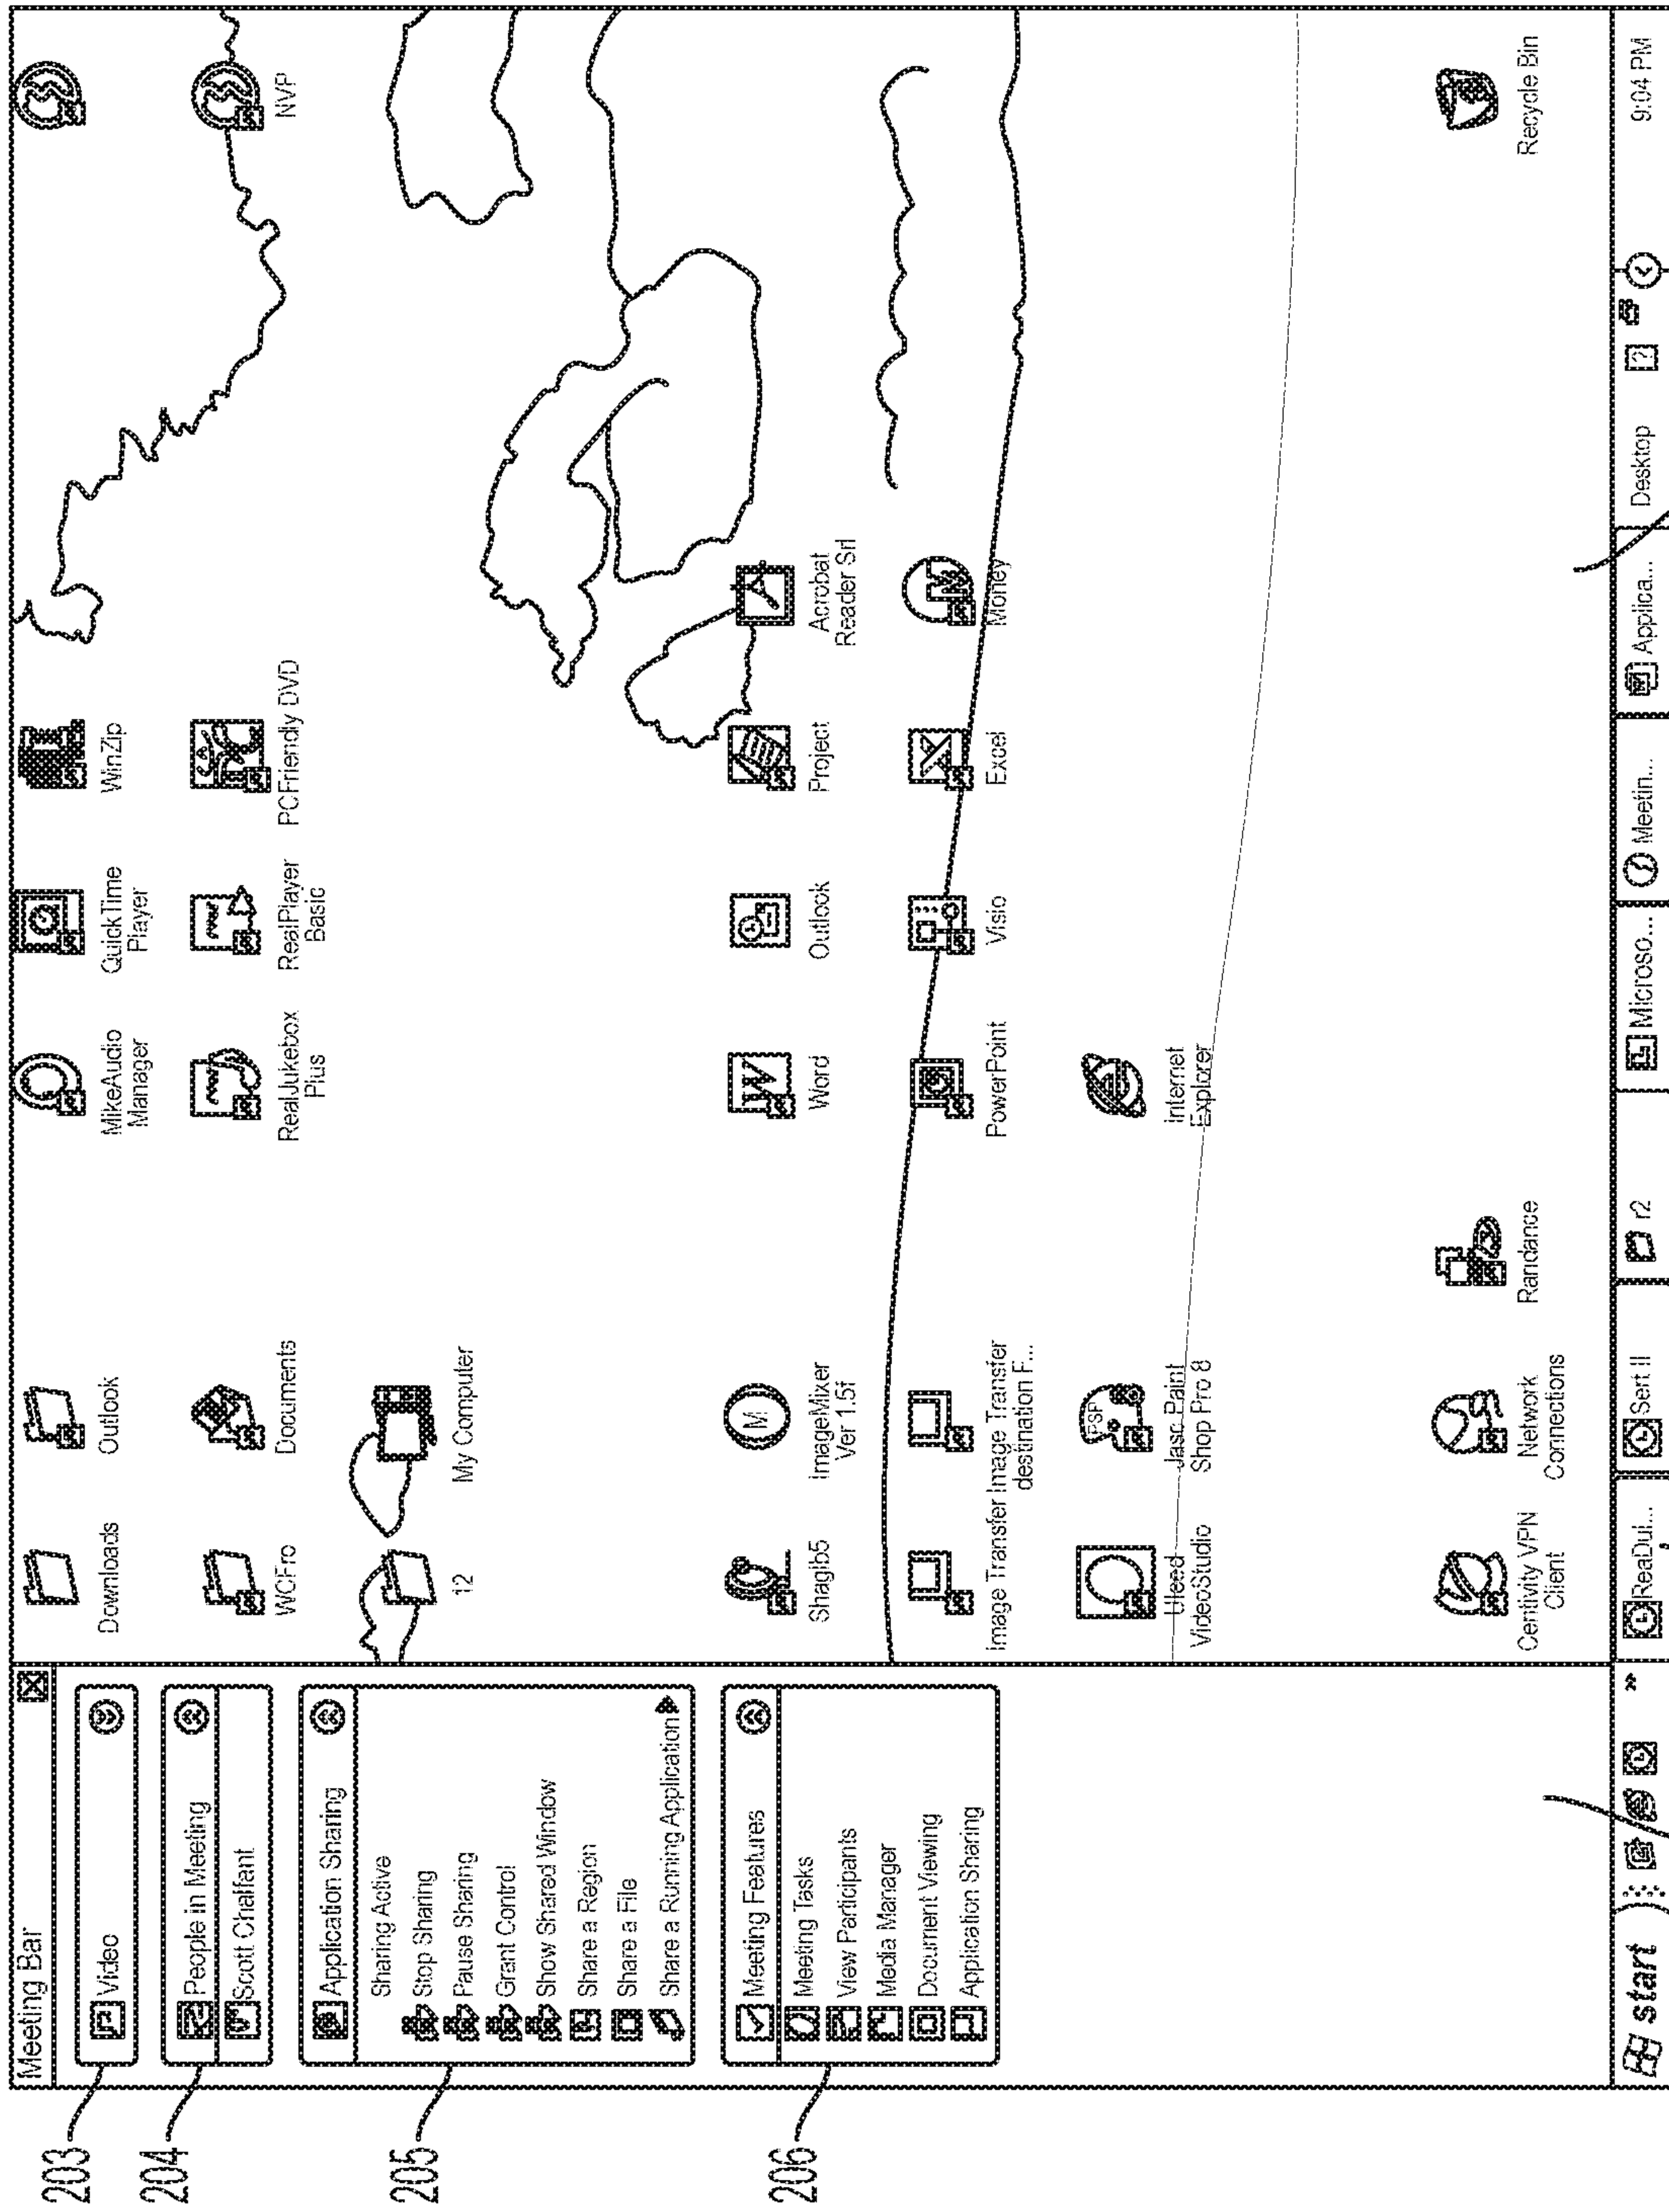 203
204
205
206
Meeting Bar
Video
People in Meeting
Scott Chalfant
Application Sharing
Sharing Active
Stop Sharing
Pause Sharing
Grant Control
Show Shared Window
Share a Region
Share a File
Share a Running Application
Meeting Features
Meeting Tasks
View Participants
Media Manager
Document Viewing
Application Sharing
Downloads
Outlook
MikeAudio
Manager
QuickTime
Player
WinZip
WCFro
Documents
RealJukebox
Plus
RealPlayer
Basic
PCFriendly DVD
NVP
12
My Computer
Shaglb5
ImageMixer
Ver 1.5f
Word
Outlook
Project
Acrobat
Reader Srl
Image Transfer
Image Transfer
destination F...
PowerPoint
Visio
Excel
Money
Uleed
VideoStudio
Jasc Paint
Shop Pro 8
Internet
Explorer
Centivity VPN
Client
Network
Connections
Randance
Recycle Bin
start
ReaDul...
Sert II
r2
Microso...
Meetin...
Applica...
Desktop
9:04 PM